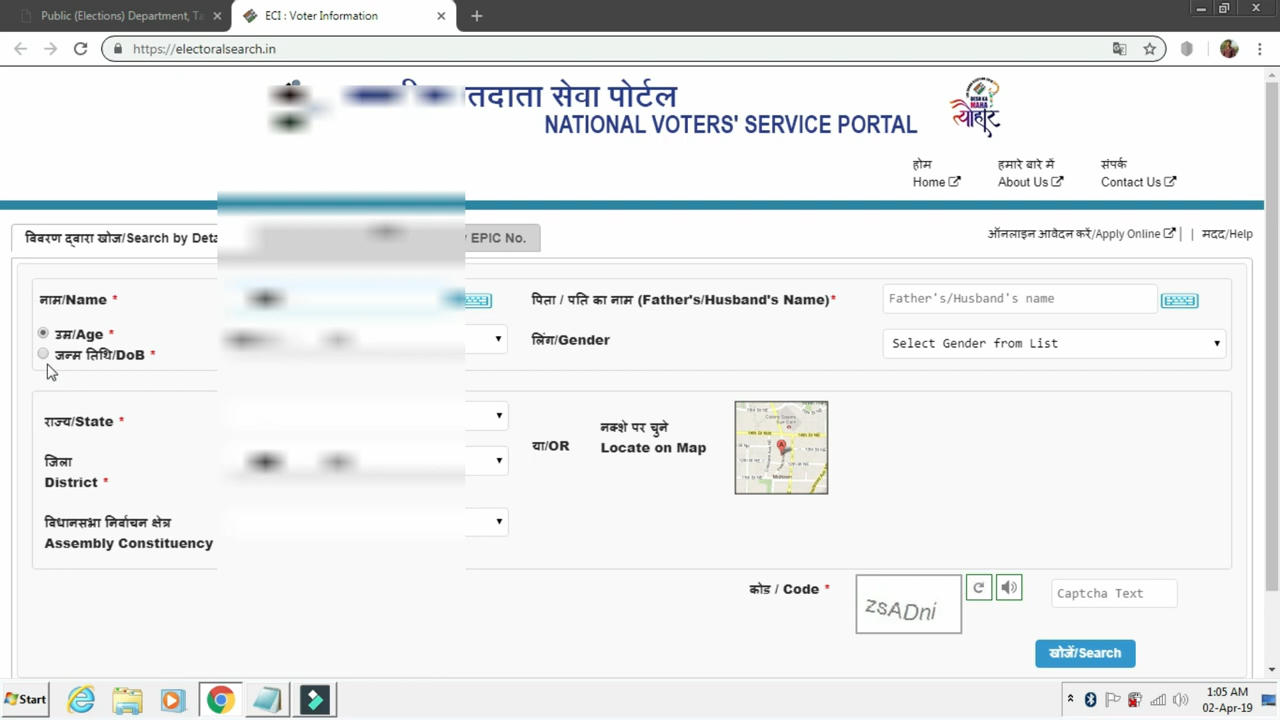 Public (Elections) Department, Ta
ECI : Voter Information
https://electoralsearch.in
तदाता सेवा पोर्टल
NATIONAL VOTERS' SERVICE PORTAL
DESH KA
MAHA
त्योहार
होम
Home
हमारे बारे में
About Us
संपर्क
Contact Us
विवरण द्वारा खोज/Search by Deta
EPIC No.
ऑनलाइन आवेदन करें/Apply Online | | मदद/Help
नाम/Name *
पिता / पति का नाम (Father's/Husband's Name)*
Father's/Husband's name
उम्र/Age *
जन्म तिथि/DoB *
लिंग/Gender
Select Gender from List
राज्य/State *
जिला
District *
विधानसभा निर्वाचन क्षेत्र
Assembly Constituency
या/OR
नक्शे पर चुने
Locate on Map
कोड / Code *
zsADni
Captcha Text
खोजें/Search
Start
1:05 AM
02-Apr-19